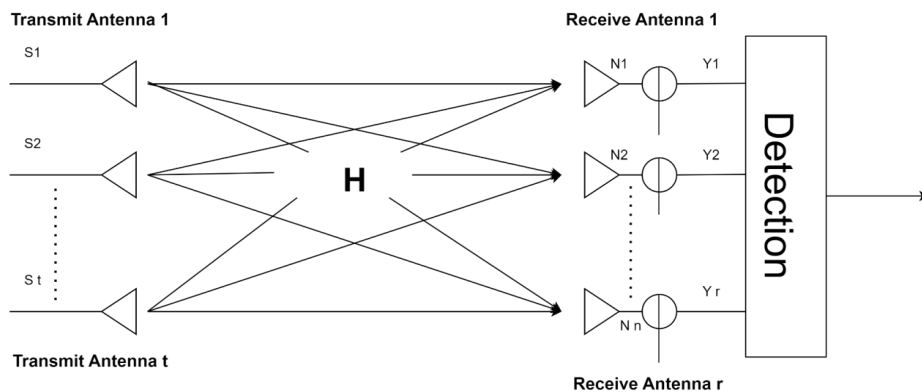 Transmit Antenna 1
Receive Antenna 1
S1
N1
Y1
S2
H
N2
Y2
Detection
S t
Y r
N n
Transmit Antenna t
Receive Antenna r